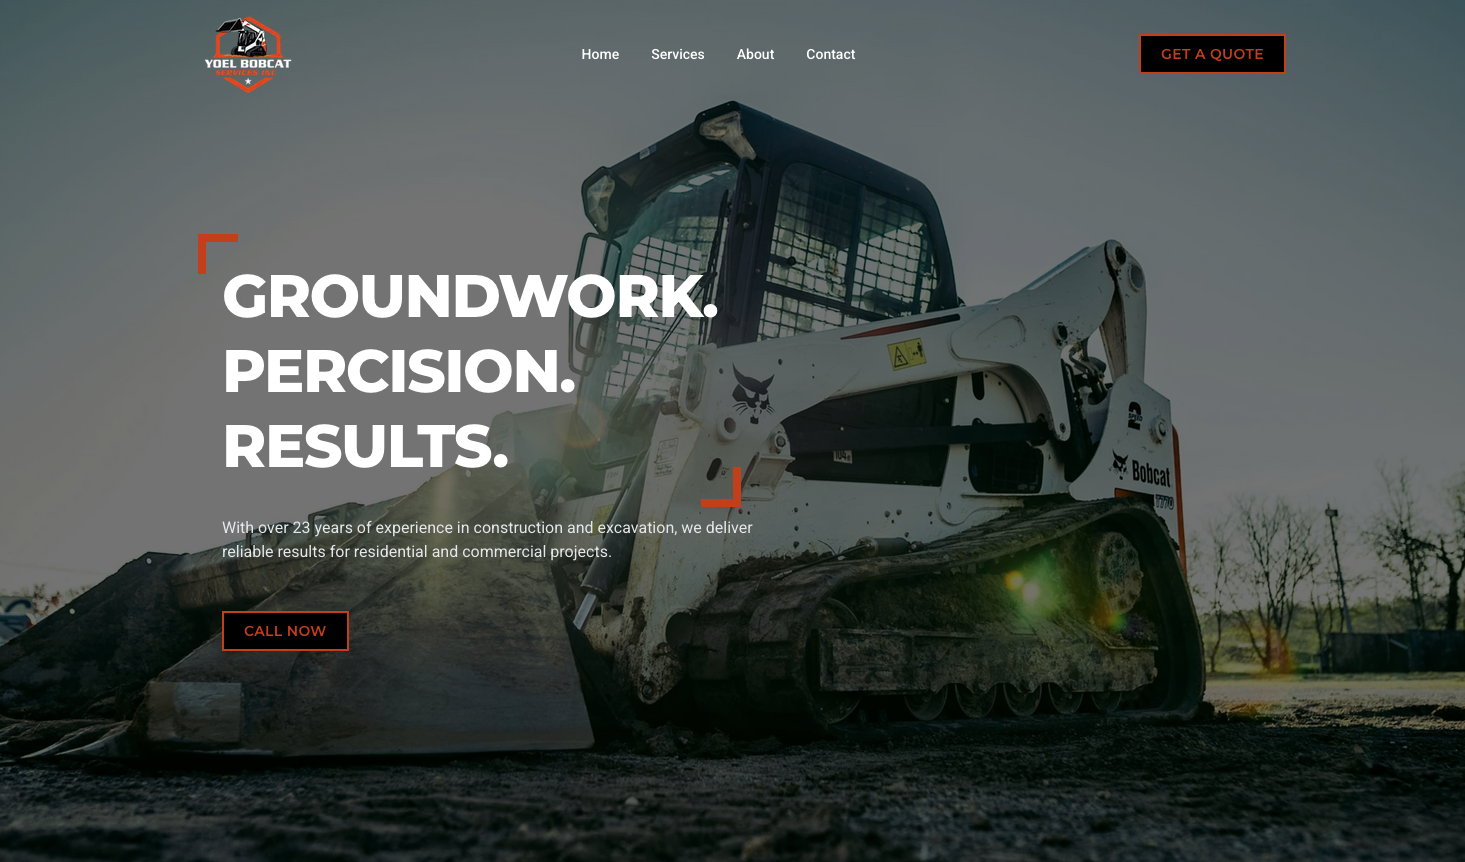 YOEL BOBCAT
SERVICES INC
Home
Services
About
Contact
GET A QUOTE
GROUNDWORK.
PERCISION.
RESULTS.
With over 23 years of experience in construction and excavation, we deliver
reliable results for residential and commercial projects.
CALL NOW
Bobcat
T770